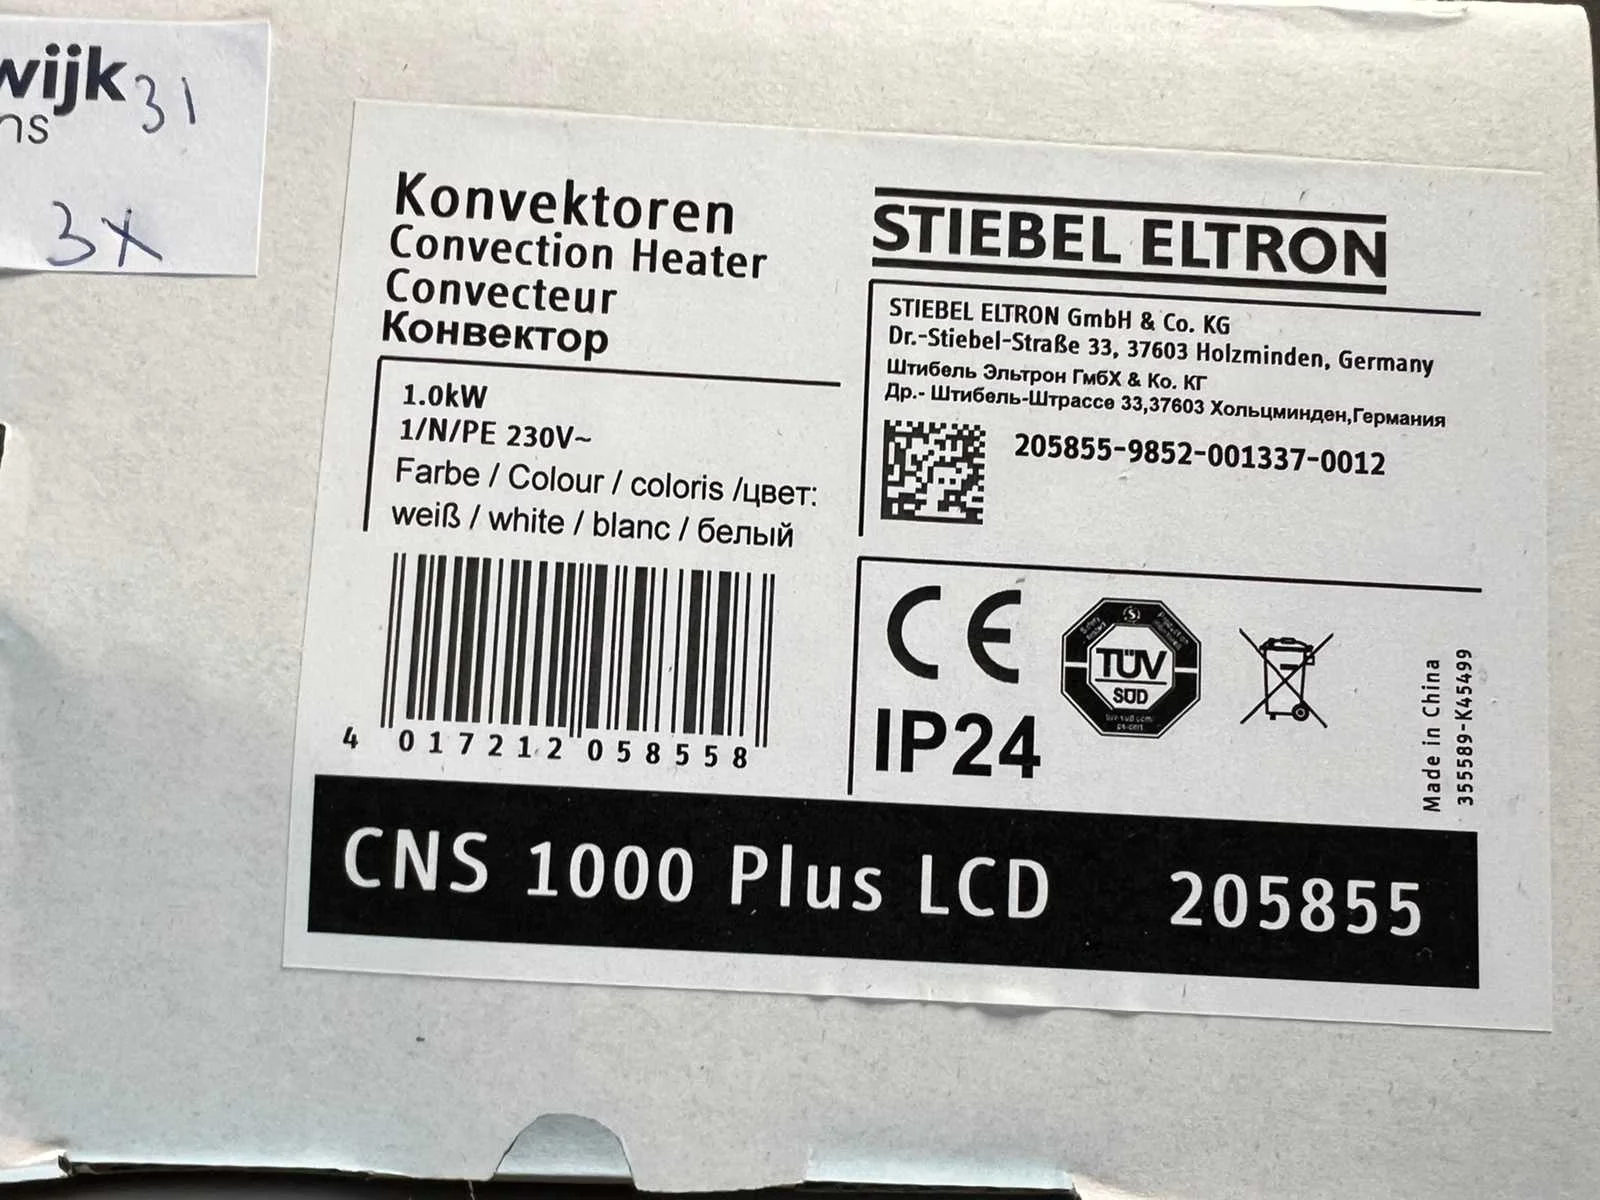 wijk 31
ns
3X
Konvektoren
Convection Heater
Convecteur
Конвектор
1.0kW
1/N/PE 230V~
Farbe / Colour / coloris /цвет:
weiß / white / blanc / белый
4 017212 058558
STIEBEL ELTRON
STIEBEL ELTRON GmbH & Co. KG
Dr.-Stiebel-Straße 33, 37603 Holzminden, Germany
Штибель Эльтрон ГмбХ & Ко. КГ
Др.- Штибель-Штрассе 33,37603 Хольцминден,Германия
205855-9852-001337-0012
CE
TÜV
SÜD
IP24
Made in China
355589-K45499
CNS 1000 Plus LCD 205855